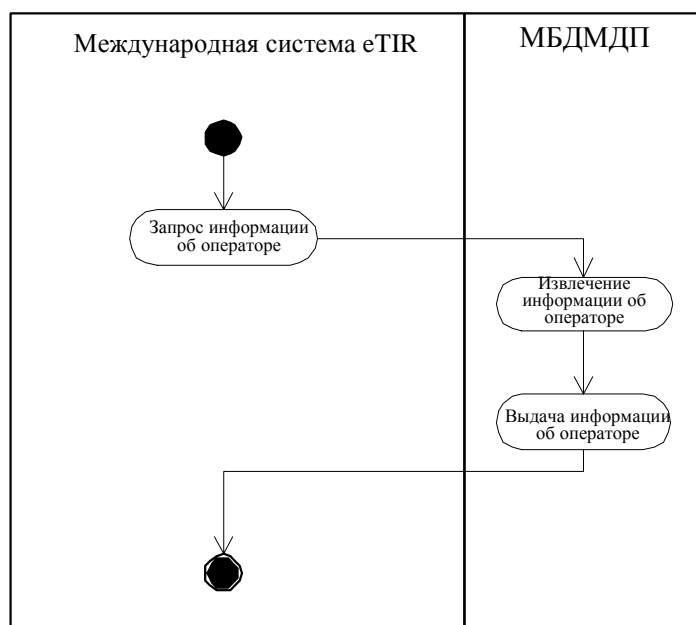 Международная система eTIR
МБДМДП
Запрос информации
об операторе
Извлечение
информации об
операторе
Выдача информации
об операторе